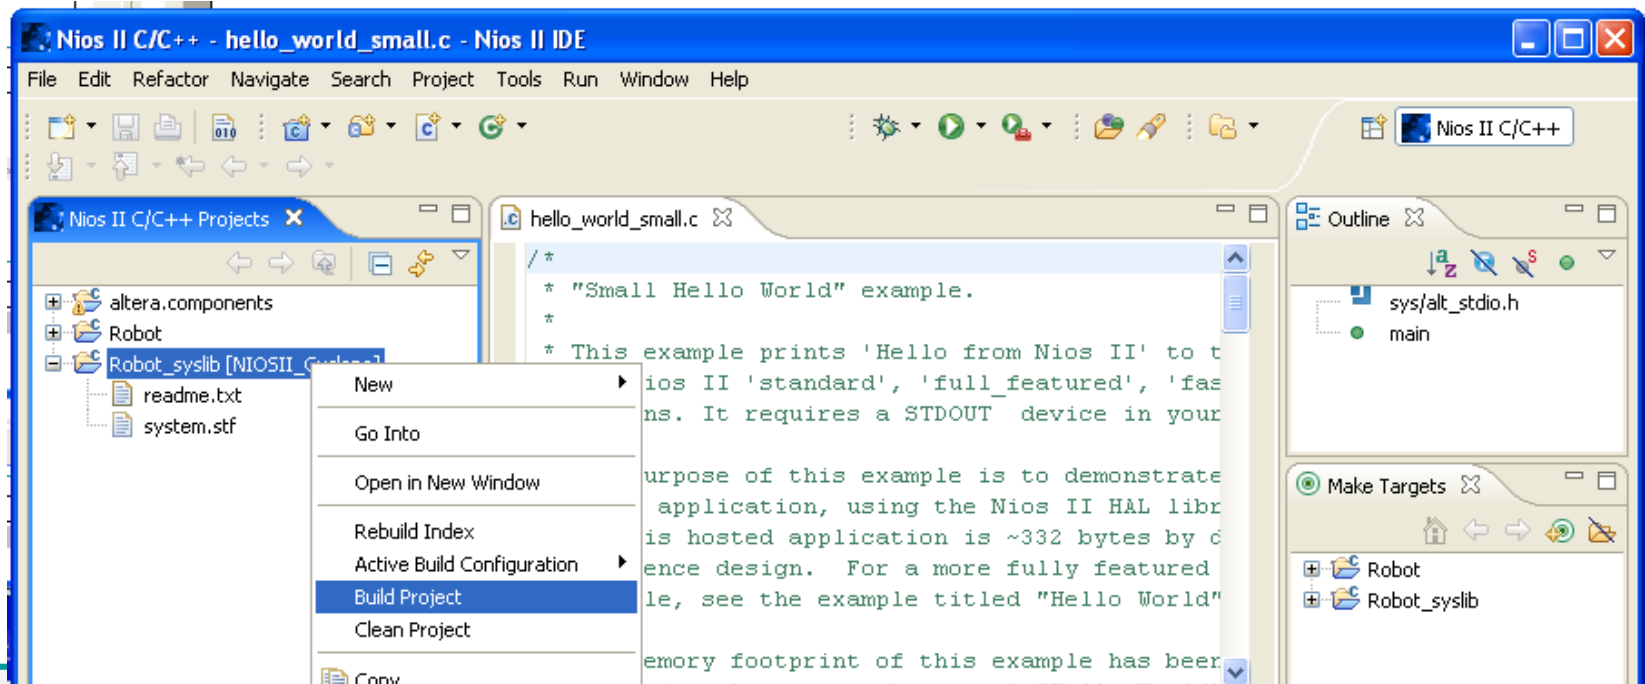 Nios II C/C++ - hello_world_small.c - Nios II IDE
File Edit Refactor Navigate Search Project Tools Run Window Help
Nios II C/C++
Nios II C/C++ Projects
altera.components
Robot
Robot_syslib [NIOSII_Cyclone]
readme.txt
system.stf
New
Go Into
Open in New Window
Rebuild Index
Active Build Configuration
Build Project
Clean Project
Copy
hello_world_small.c
/*
* "Small Hello World" example.
*
* This example prints 'Hello from Nios II' to t
ios II 'standard', 'full_featured', 'fas
ns. It requires a STDOUT  device in your
urpose of this example is to demonstrate
application, using the Nios II HAL libr
is hosted application is ~332 bytes by d
ence design.  For a more fully featured
le, see the example titled "Hello World"
emory footprint of this example has been
Outline
sys/alt_stdio.h
main
Make Targets
Robot
Robot_syslib